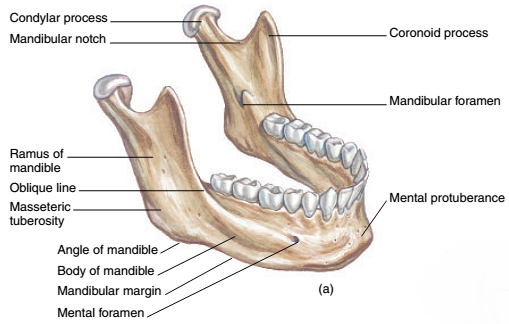 Condylar process
Mandibular notch
Coronoid process
Mandibular foramen
Ramus of
mandible
Oblique line
Masseteric
tuberosity
Mental protuberance
Angle of mandible
Body of mandible
Mandibular margin
Mental foramen
(a)